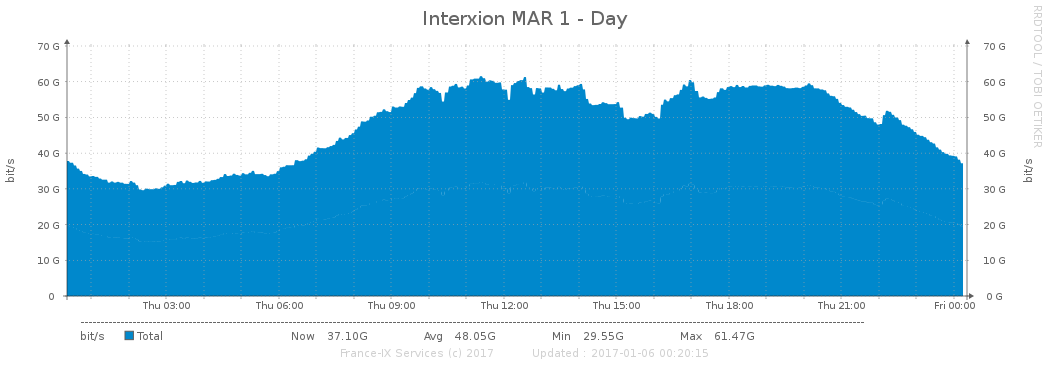 Interxion MAR 1 - Day
RRDTOOL / TOBI OETIKER
bit/s
bit/s
70 G 70 G
60 G 60 G
50 G 50 G
40 G 40 G
30 G 30 G
20 G 20 G
10 G 10 G
0 0 G
Thu 03:00 Thu 06:00 Thu 09:00 Thu 12:00 Thu 15:00 Thu 18:00 Thu 21:00 Fri 00:00
bit/s Total Now 37.10G Avg 48.05G Min 29.55G Max 61.47G
France-IX Services (c) 2017 Updated : 2017-01-06 00:20:15